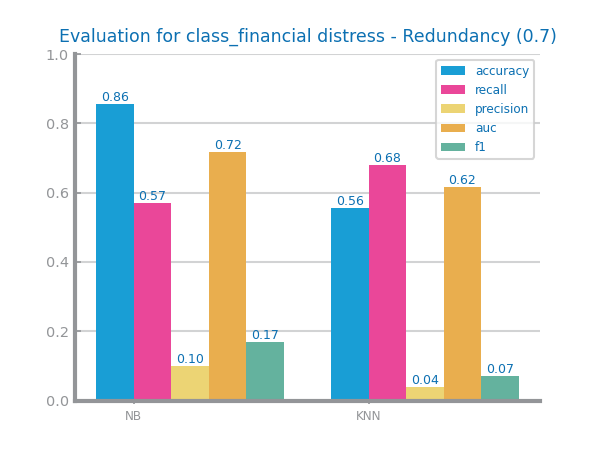 Evaluation for class_financial distress - Redundancy (0.7)
1.0
0.8
0.6
0.4
0.2
0.0
accuracy
recall
precision
auc
f1
0.86
0.57
0.10
0.72
0.17
0.56
0.68
0.04
0.62
0.07
NB
KNN